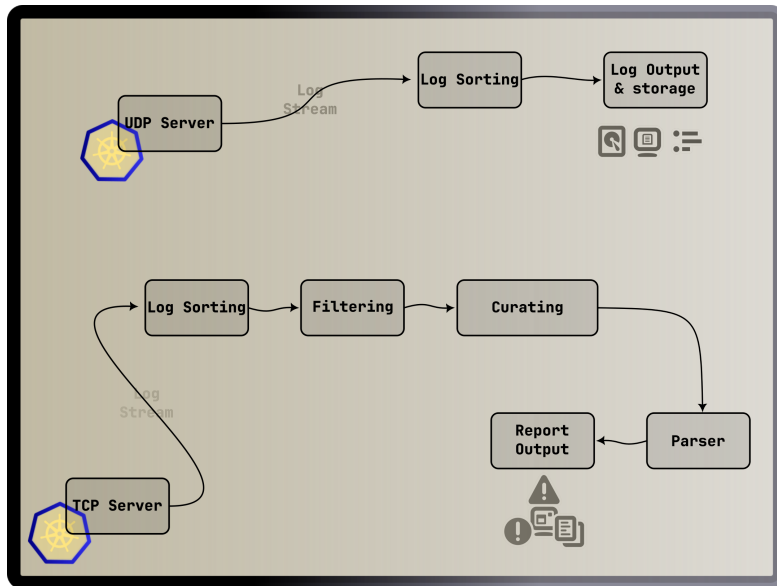 Log Sorting
Log Output
& storage
Log
Stream
UDP Server
Log Sorting
Filtering
Curating
Log
Stream
Report
Output
Parser
TCP Server